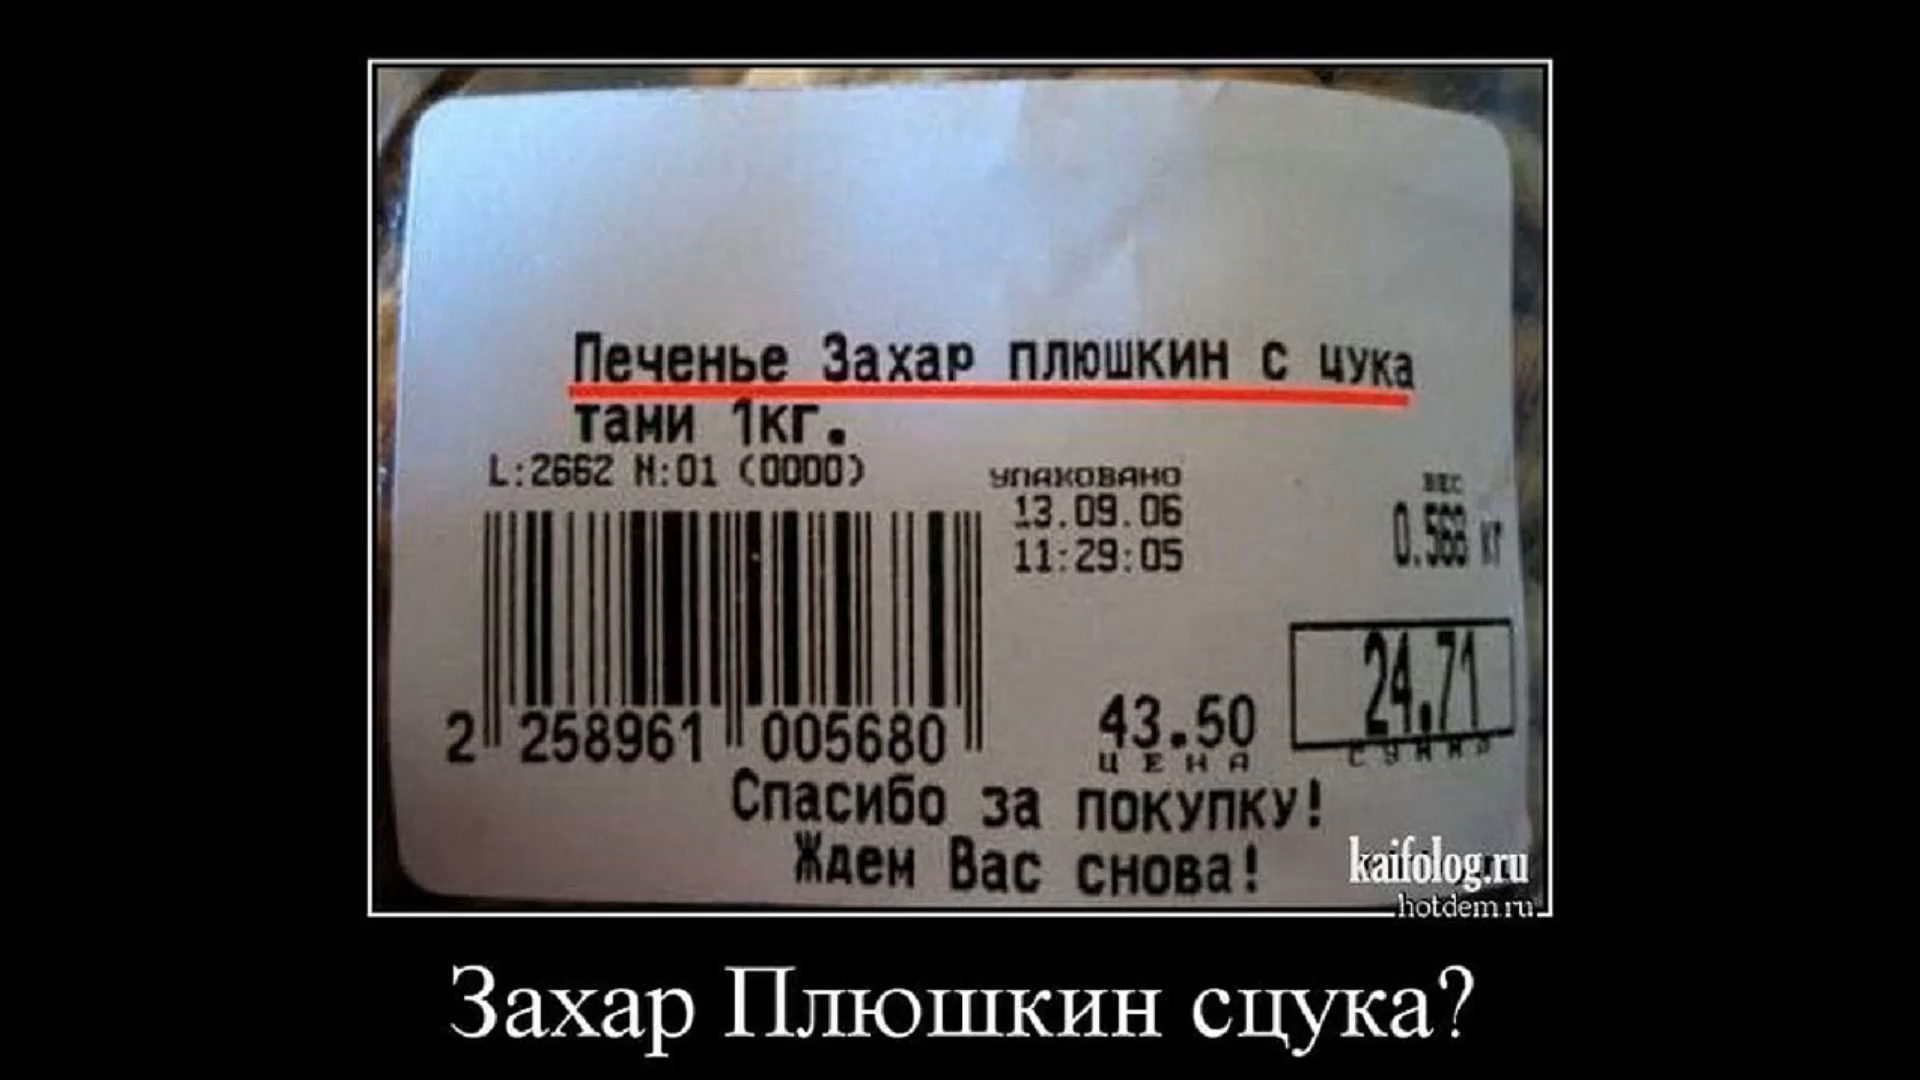 Печенье Захар плюшкин с цука
тами 1кг.
L:2662 N:01 (0000)
УПАКОВАНО
13.09.06
11:29:05
ВЕС
0.568 кг
24.71
СУММА
43.50
ЦЕНА
2 258961 005680
Спасибо за покупку!
Ждем Вас снова!
kaifolog.ru
hotdem.ru
Захар Плюшкин сцука?